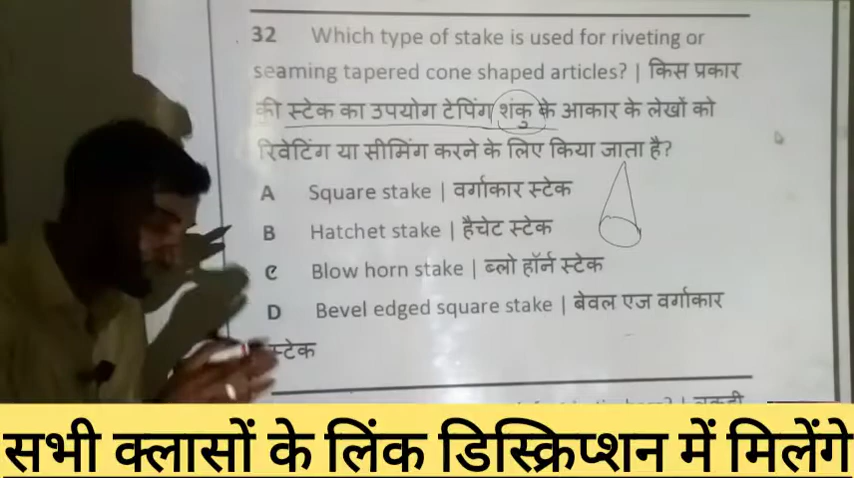 32 Which type of stake is used for riveting or
seaming tapered cone shaped articles? | किस प्रकार
की स्टेक का उपयोग टेपिंग शंकु के आकार के लेखों को
रिवेटिंग या सीमिंग करने के लिए किया जाता है?
A Square stake | वर्गाकार स्टेक
B Hatchet stake | हैचेट स्टेक
C Blow horn stake | ब्लो हॉर्न स्टेक
D Bevel edged square stake | बेवल एज वर्गाकार
स्टेक
सभी क्लासों के लिंक डिस्क्रिप्शन में मिलेंगे